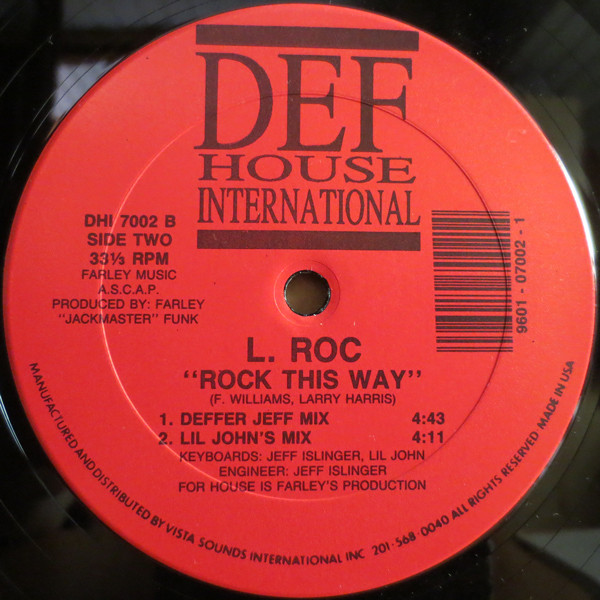 DEF
HOUSE
INTERNATIONAL
DHI 7002 B
SIDE TWO
33⅓ RPM
FARLEY MUSIC
A.S.C.A.P.
PRODUCED BY: FARLEY
"JACKMASTER" FUNK
9601 - 07002 - 1
L. ROC
"ROCK THIS WAY"
(F. WILLIAMS, LARRY HARRIS)
1. DEFFER JEFF MIX 4:43
2. LIL JOHN'S MIX 4:11
KEYBOARDS: JEFF ISLINGER, LIL JOHN
ENGINEER: JEFF ISLINGER
FOR HOUSE IS FARLEY'S PRODUCTION
MANUFACTURED AND DISTRIBUTED BY VISTA SOUNDS INTERNATIONAL INC 201-568-0040 ALL RIGHTS RESERVED MADE IN USA